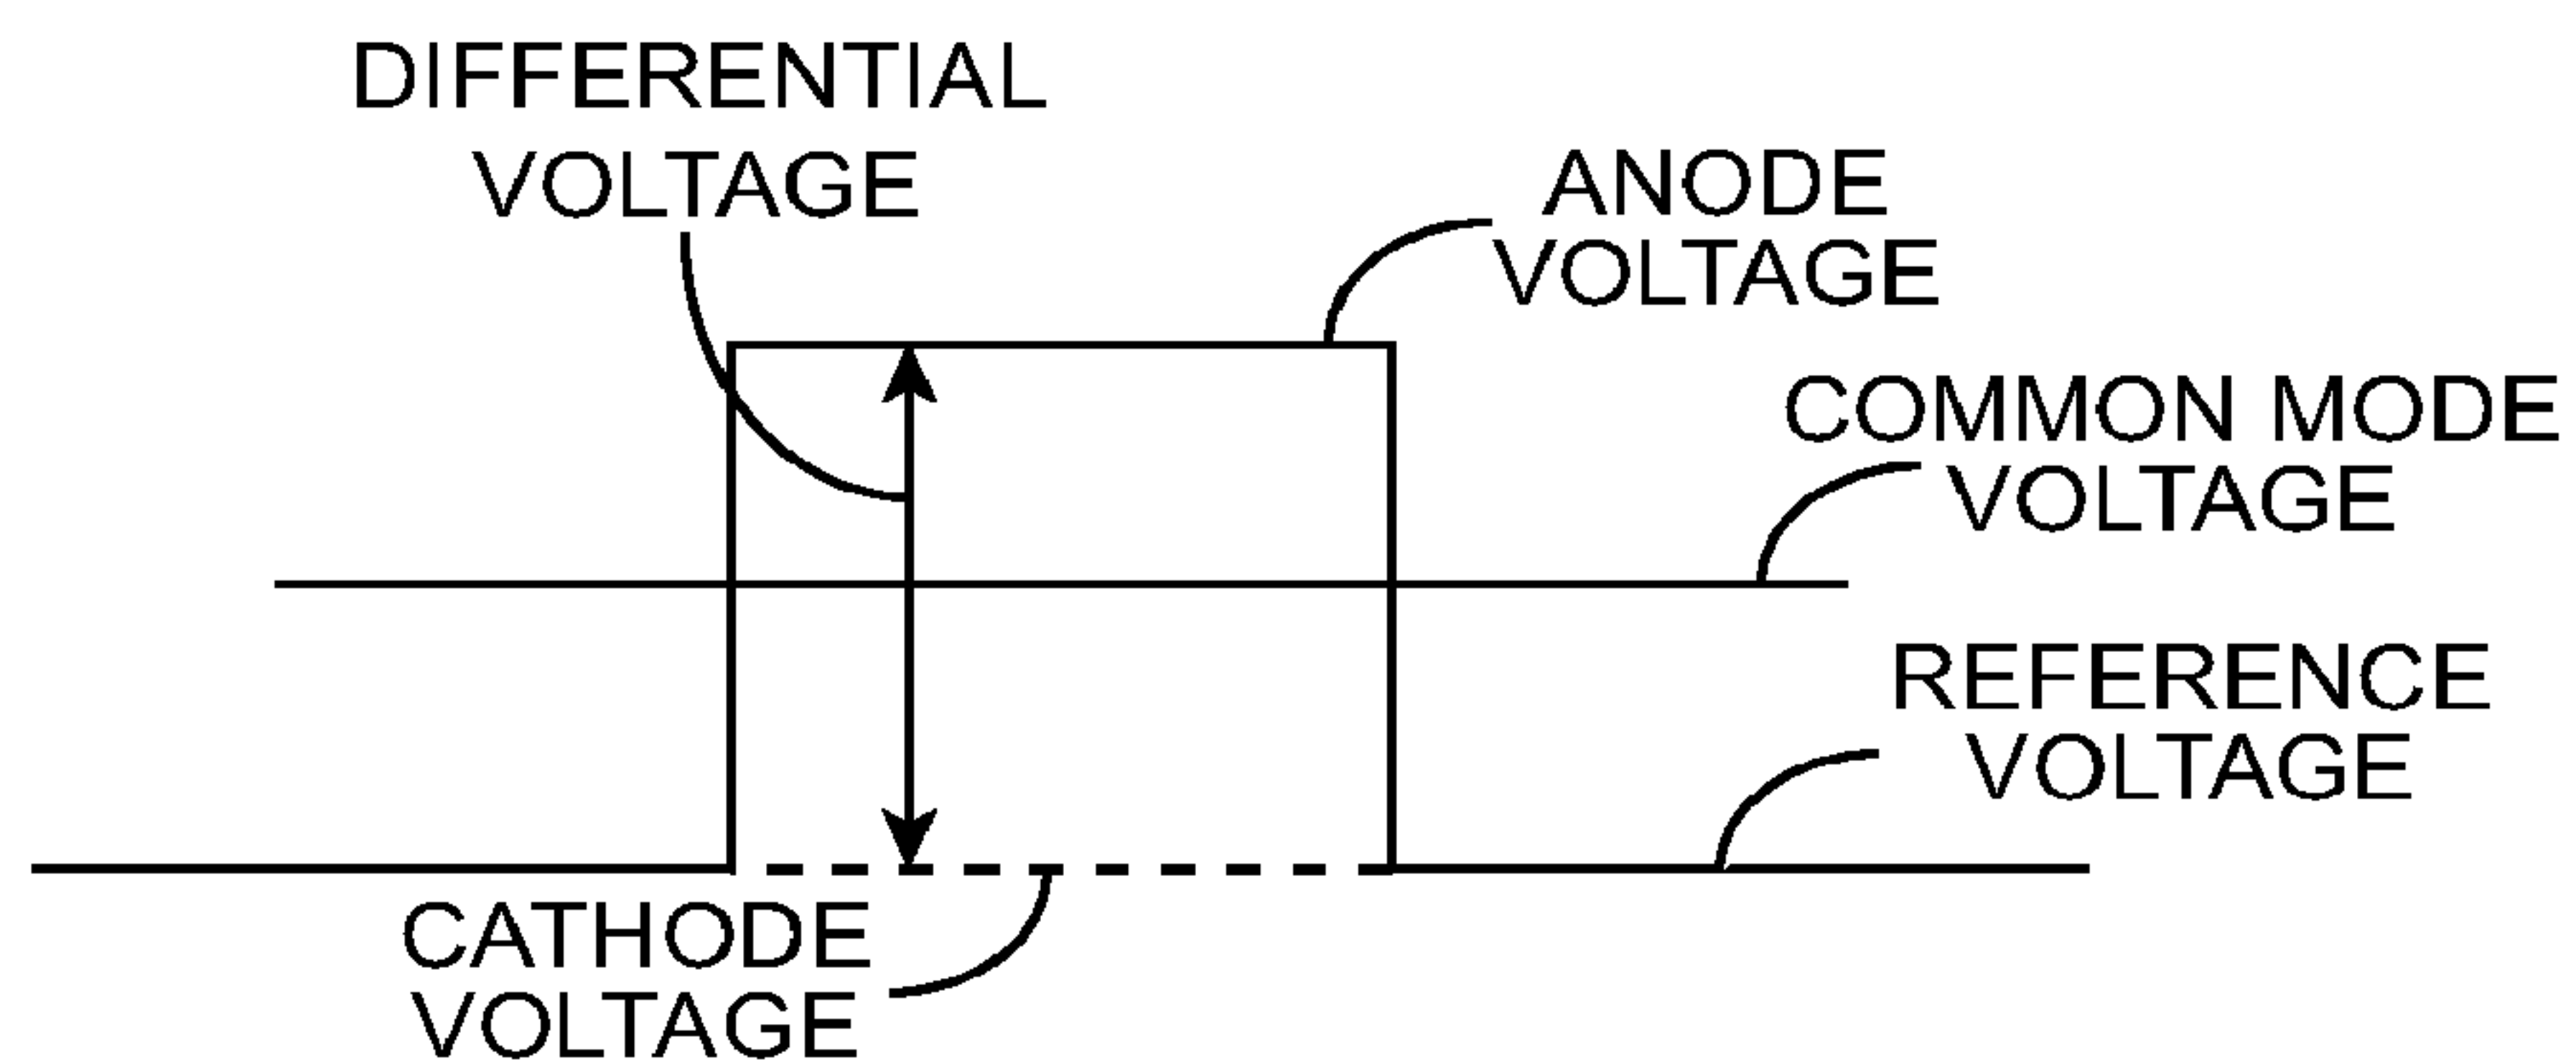 DIFFERENTIAL
VOLTAGE
ANODE
VOLTAGE
COMMON MODE
VOLTAGE
REFERENCE
VOLTAGE
CATHODE
VOLTAGE